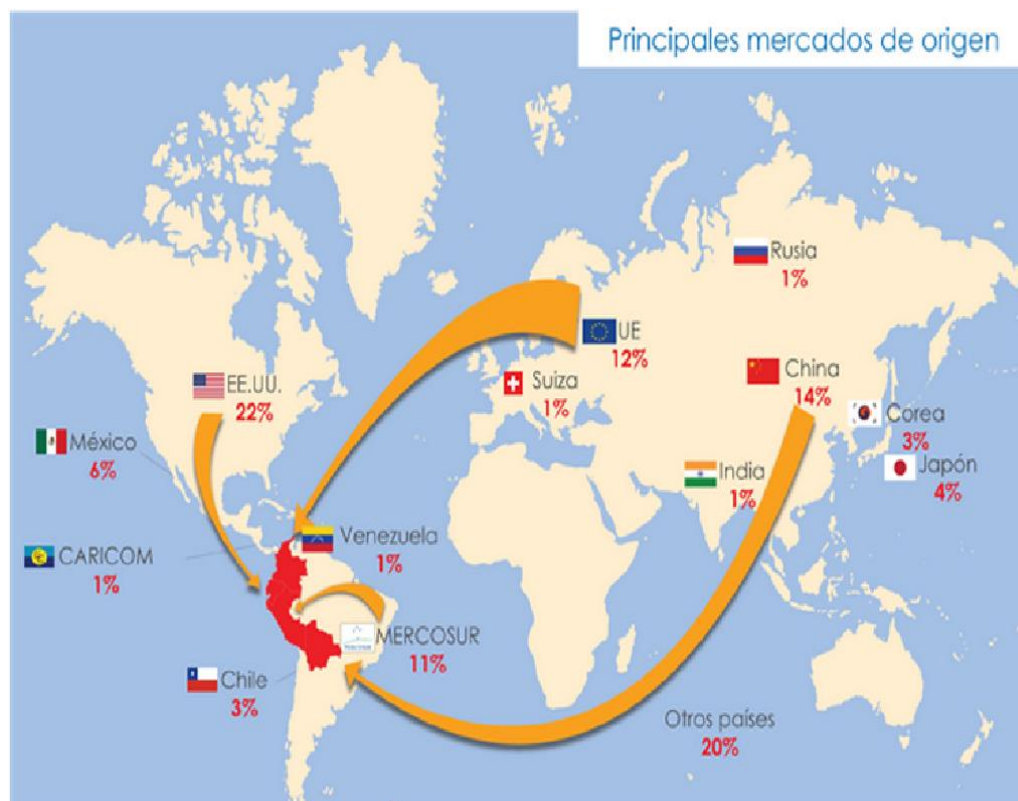 Principales mercados de origen
Rusia
1%
UE
12%
Suiza
1%
China
14%
EE.UU.
22%
Corea
3%
México
6%
Japón
4%
India
1%
Venezuela
1%
CARICOM
1%
MERCOSUR
11%
Chile
3%
Otros países
20%